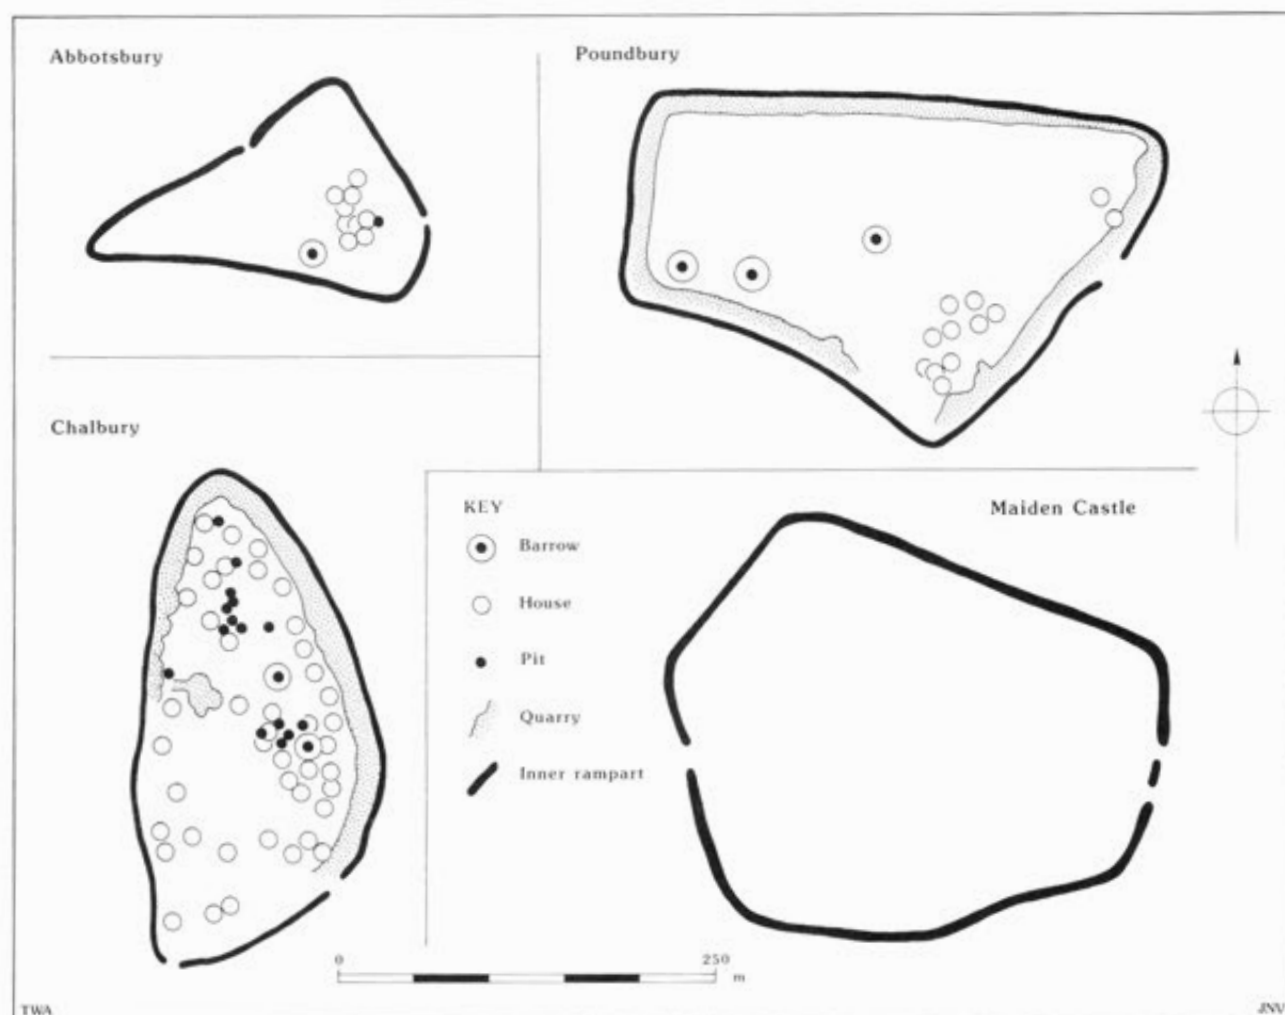 Abbotsbury
Poundbury
Chalbury
KEY
Barrow
House
Pit
Quarry
Inner rampart
Maiden Castle
0
250
m
TWA
JNV